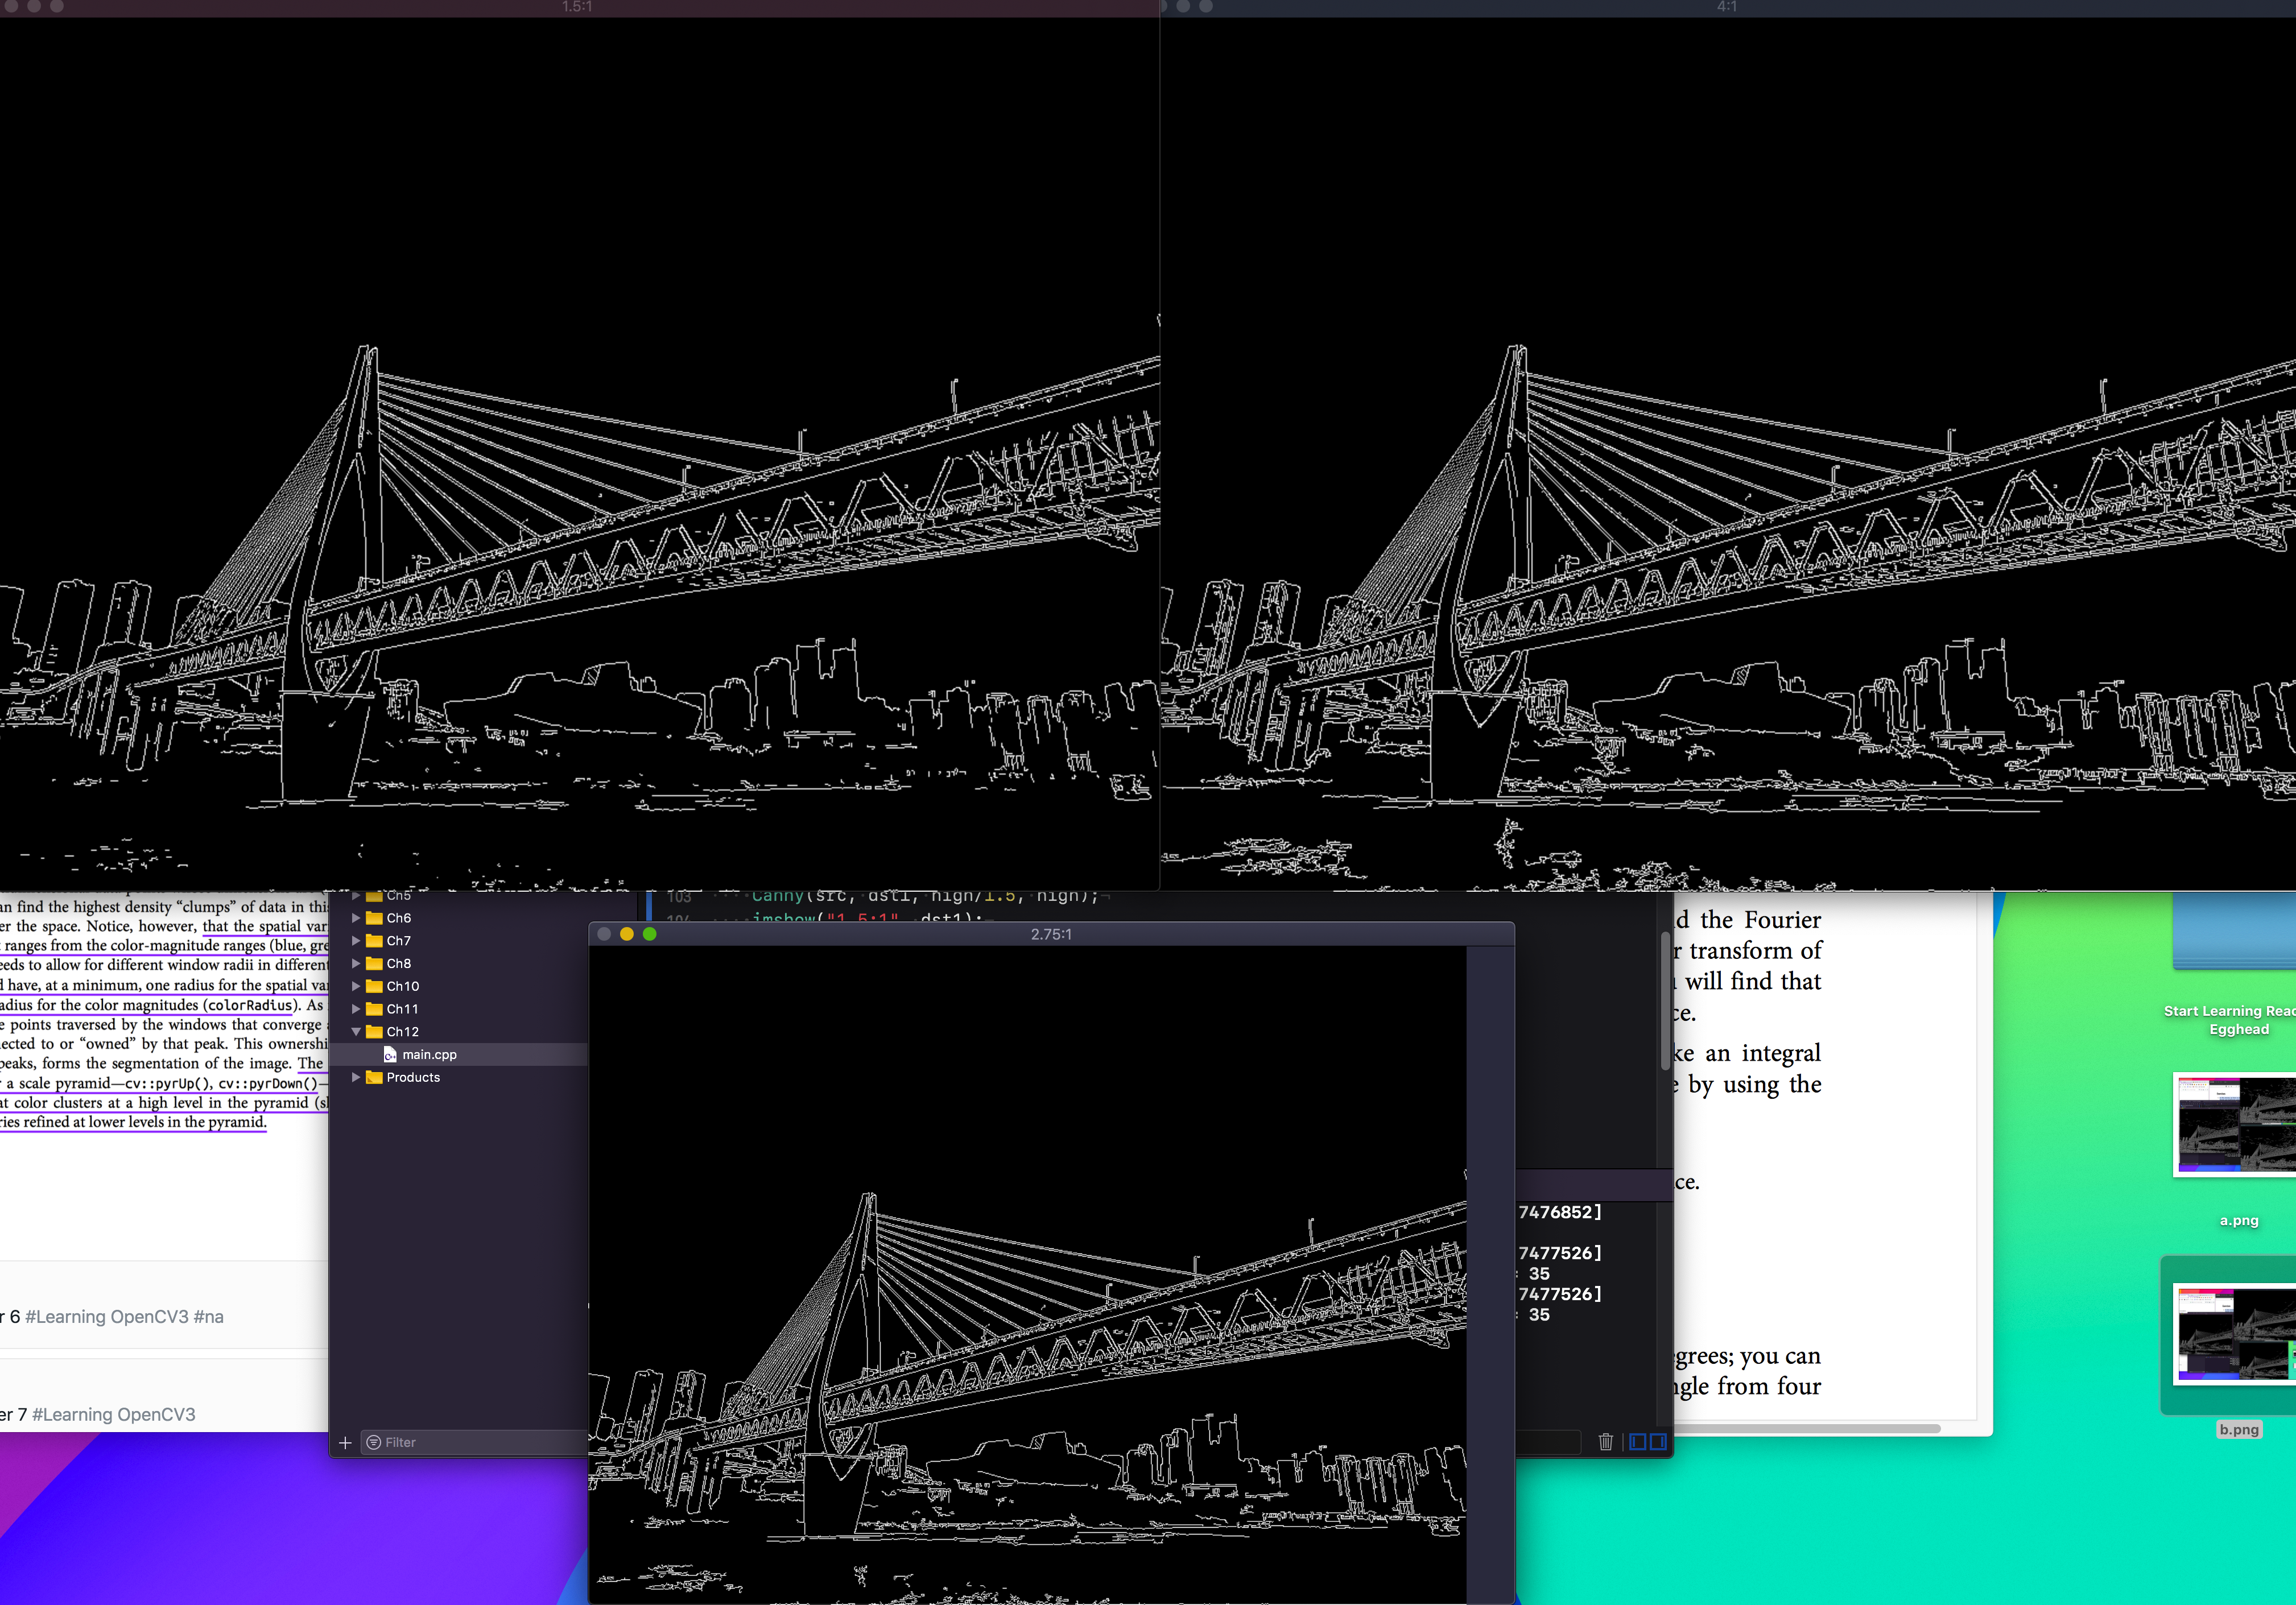 1.5:1
4:1
an find the highest density “clumps” of data in this
er the space. Notice, however, that the spatial var
t ranges from the color-magnitude ranges (blue, gre
eeds to allow for different window radii in different
d have, at a minimum, one radius for the spatial var
adius for the color magnitudes (colorRadius). As
e points traversed by the windows that converge a
ected to or “owned” by that peak. This ownershi
peaks, forms the segmentation of the image. The
r a scale pyramid—cv::pyrUp(), cv::pyrDown()—
at color clusters at a high level in the pyramid (sl
ries refined at lower levels in the pyramid.
r 6 #Learning OpenCV3 #na
er 7 #Learning OpenCV3
Ch5
Ch6
Ch7
Ch8
Ch10
Ch11
Ch12
main.cpp
Products
Filter
103 Canny(src, dst1, high/1.5, high);
104 imshow("1.5:1", dst1);
2.75:1
7476852]
7477526]
: 35
7477526]
: 35
d the Fourier
r transform of
will find that
ce.
ke an integral
e by using the
ce.
egrees; you can
ngle from four
Start Learning Reac
Egghead
a.png
b.png